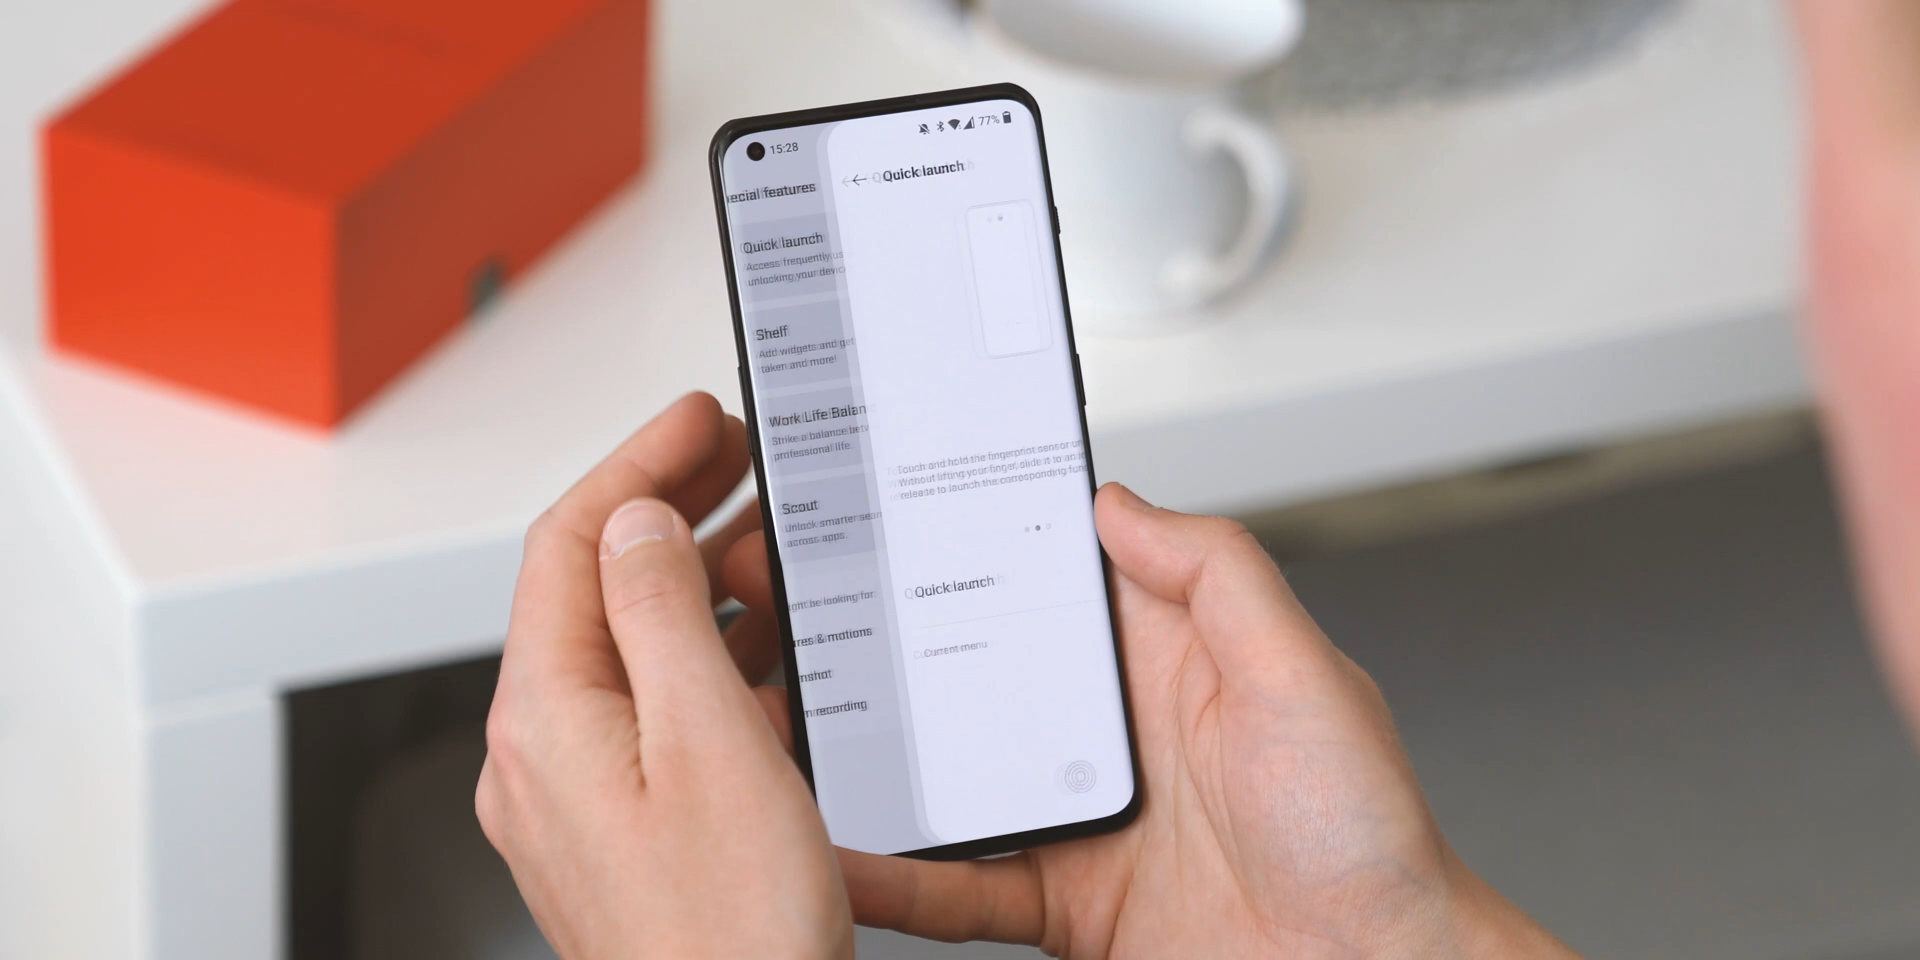 15:28
77%
ecial features
Quick launch
Access frequently us
unlocking your devic
Shelf
Add widgets and get
taken and more!
Work Life Balan
Strike a balance betw
professional life.
Scout
Unlock smarter sear
across apps.
ght be looking for:
res & motions
nshot
n recording
Quick launch
Touch and hold the fingerprint sensor
Without lifting your finger, slide it to an
release to launch the corresponding fun
Quick launch
Current menu